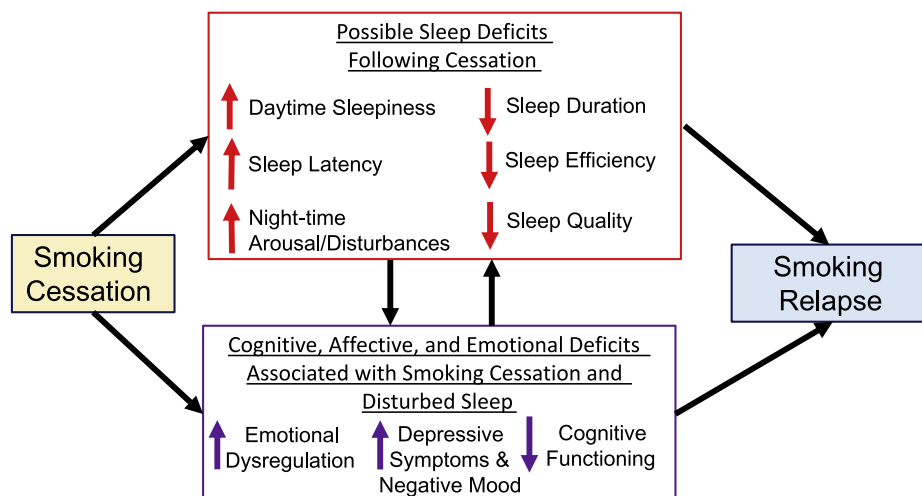 Possible Sleep Deficits
Following Cessation
Daytime Sleepiness
Sleep Duration
Sleep Latency
Sleep Efficiency
Night-time
Arousal/Disturbances
Sleep Quality
Smoking
Cessation
Smoking
Relapse
Cognitive, Affective, and Emotional Deficits
Associated with Smoking Cessation and
Disturbed Sleep
Emotional
Dysregulation
Depressive
Symptoms &
Negative Mood
Cognitive
Functioning